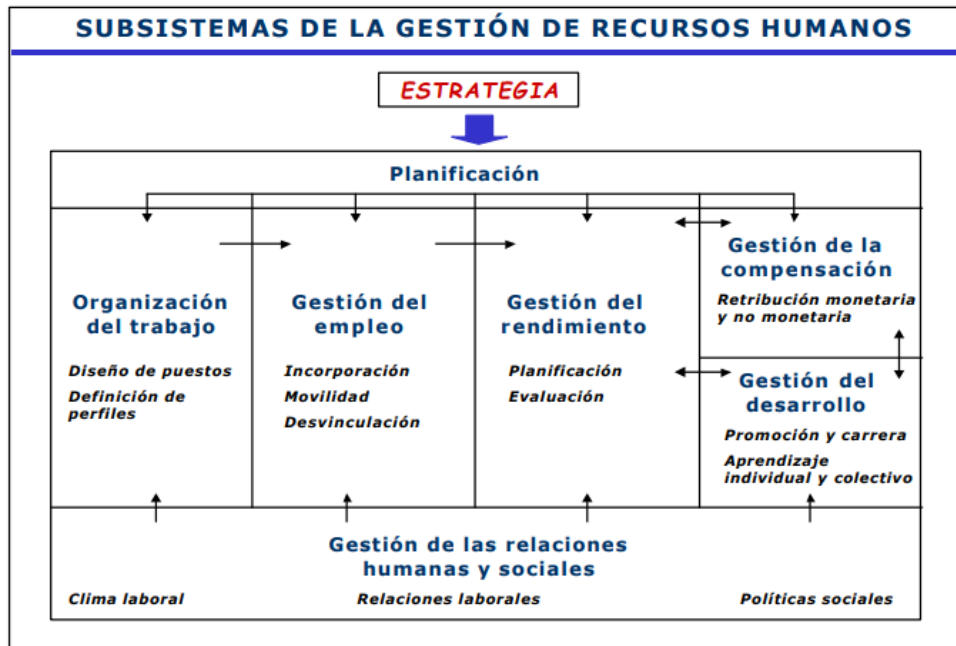 SUBSISTEMAS DE LA GESTIÓN DE RECURSOS HUMANOS
ESTRATEGIA
Planificación
Organización
del trabajo
Diseño de puestos
Definición de
perfiles
Gestión del
empleo
Incorporación
Movilidad
Desvinculación
Gestión del
rendimiento
Planificación
Evaluación
Gestión de la
compensación
Retribución monetaria
y no monetaria
Gestión del
desarrollo
Promoción y carrera
Aprendizaje
individual y colectivo
Gestión de las relaciones
humanas y sociales
Clima laboral
Relaciones laborales
Políticas sociales